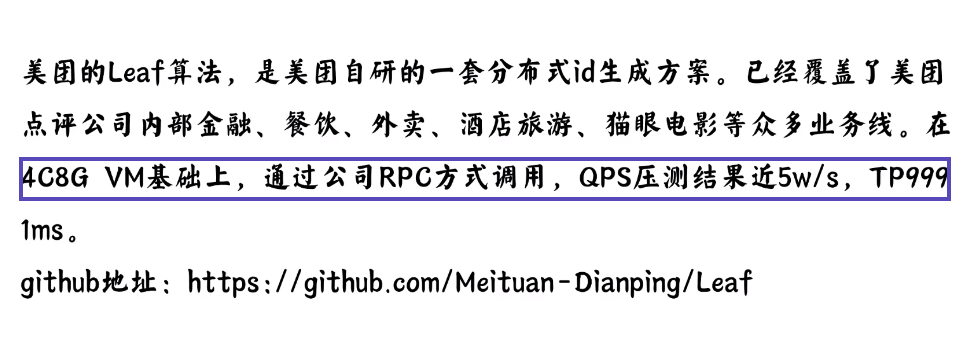 美团的Leaf算法，是美团自研的一套分布式id生成方案。已经覆盖了美团
点评公司内部金融、餐饮、外卖、酒店旅游、猫眼电影等众多业务线。在
4C8G VM基础上，通过公司RPC方式调用，QPS压测结果近5w/s，TP999
1ms。
github地址：https://github.com/Meituan-Dianping/Leaf